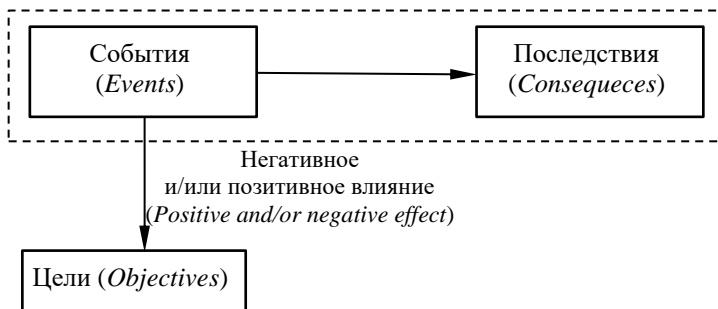 События
(Events)
Последствия
(Consequeces)
Негативное
и/или позитивное влияние
(Positive and/or negative effect)
Цели (Objectives)